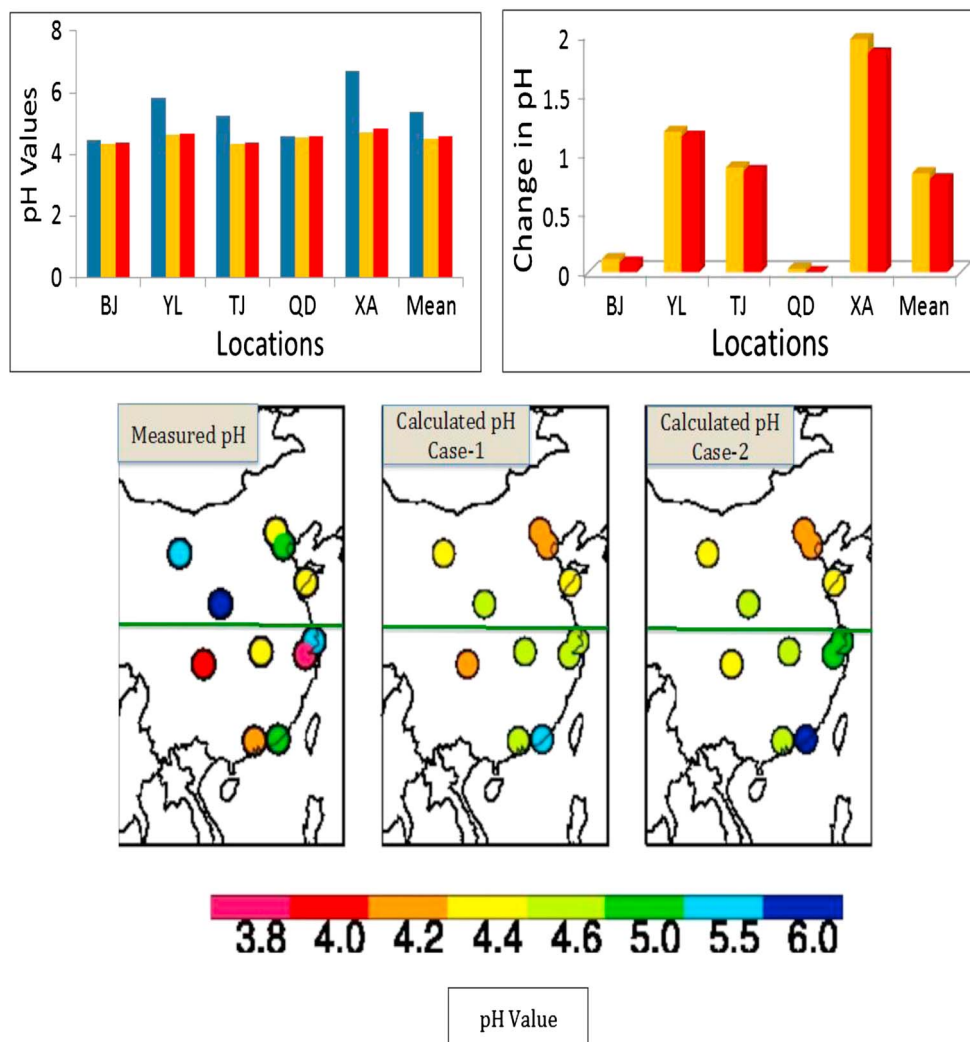 8
6
4
2
0
pH Values
BJ YL TJ QD XA Mean
Locations
2
1.5
1
0.5
0
Change in pH
BJ YL TJ QD XA Mean
Locations
Measured pH
Calculated pH
Case-1
Calculated pH
Case-2
3.8 4.0 4.2 4.4 4.6 5.0 5.5 6.0
pH Value